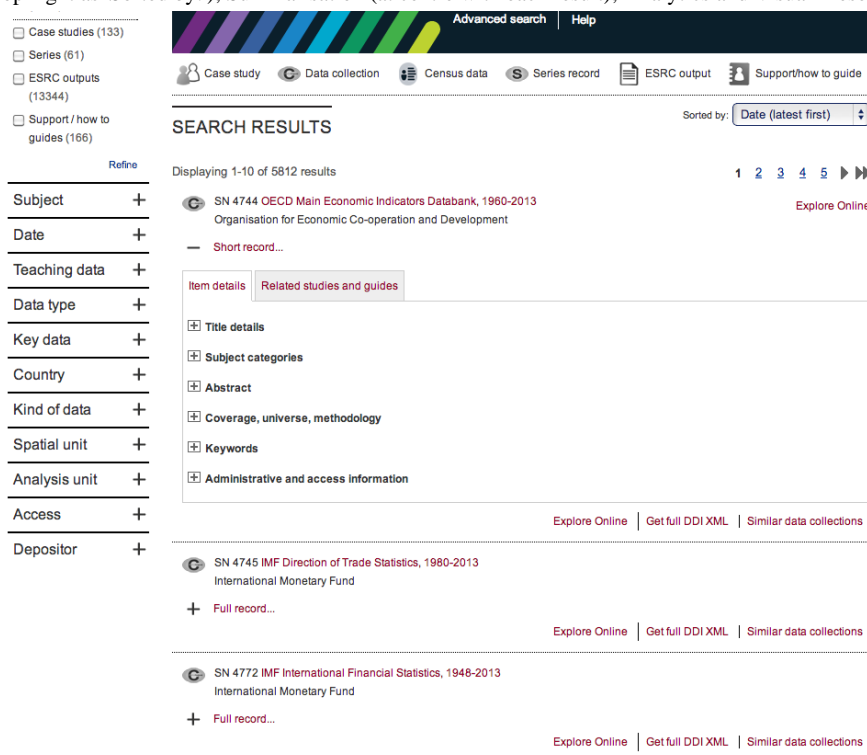 Case studies (133)
Series (61)
ESRC outputs
(13344)
Support / how to
guides (166)
Refine
Subject +
Date +
Teaching data +
Data type +
Key data +
Country +
Kind of data +
Spatial unit +
Analysis unit +
Access +
Depositor +
Advanced search | Help
Case study C Data collection Census data S Series record ESRC output Support/how to guide
SEARCH RESULTS
Sorted by: Date (latest first)
Displaying 1-10 of 5812 results
1 2 3 4 5
C SN 4744 OECD Main Economic Indicators Databank, 1960-2013
Explore Online
Organisation for Economic Co-operation and Development
— Short record...
Item details Related studies and guides
+ Title details
+ Subject categories
+ Abstract
+ Coverage, universe, methodology
+ Keywords
+ Administrative and access information
Explore Online | Get full DDI XML | Similar data collections
C SN 4745 IMF Direction of Trade Statistics, 1980-2013
International Monetary Fund
+ Full record...
Explore Online | Get full DDI XML | Similar data collections
C SN 4772 IMF International Financial Statistics, 1948-2013
International Monetary Fund
+ Full record...
Explore Online | Get full DDI XML | Similar data collections